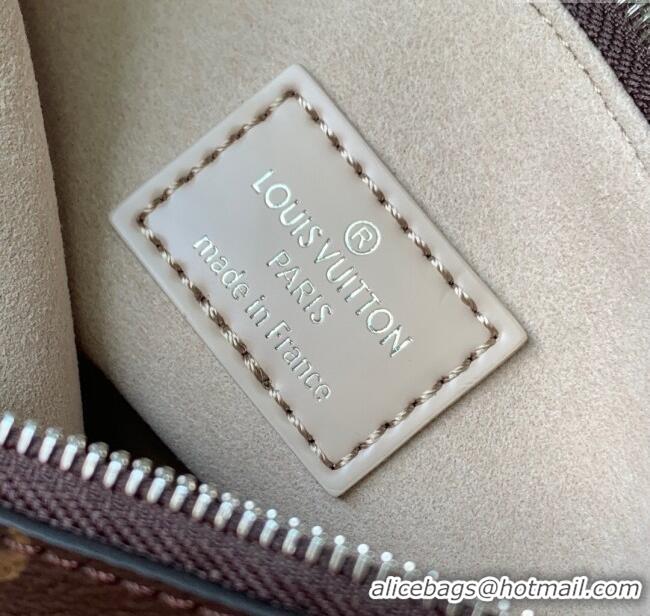 ®
LOUIS VUITTON
PARIS
made in France
alicebags@hotmail.com